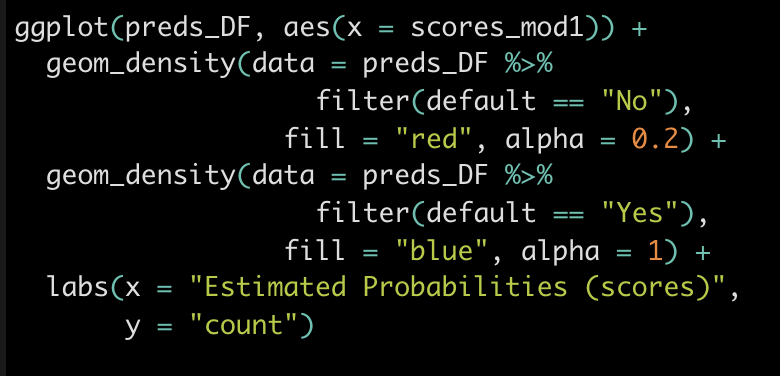 ggplot(preds_DF, aes(x = scores_mod1)) +
  geom_density(data = preds_DF %>%
                   filter(default == "No"),
                 fill = "red", alpha = 0.2) +
  geom_density(data = preds_DF %>%
                   filter(default == "Yes"),
                 fill = "blue", alpha = 1) +
  labs(x = "Estimated Probabilities (scores)",
       y = "count")